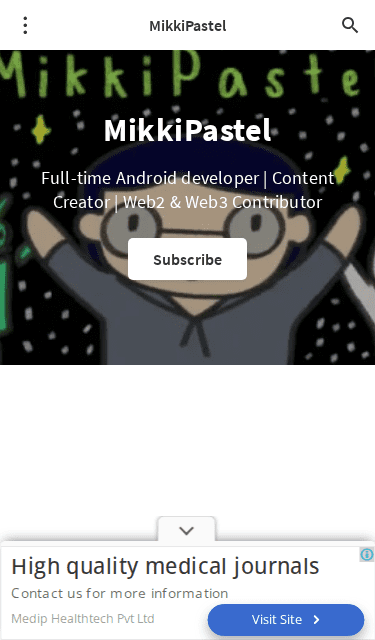 MikkiPastel
MikkiPaste
MikkiPastel
Full-time Android developer | Content
Creator | Web2 & Web3 Contributor
Subscribe
High quality medical journals
Contact us for more information
Medip Healthtech Pvt Ltd
Visit Site